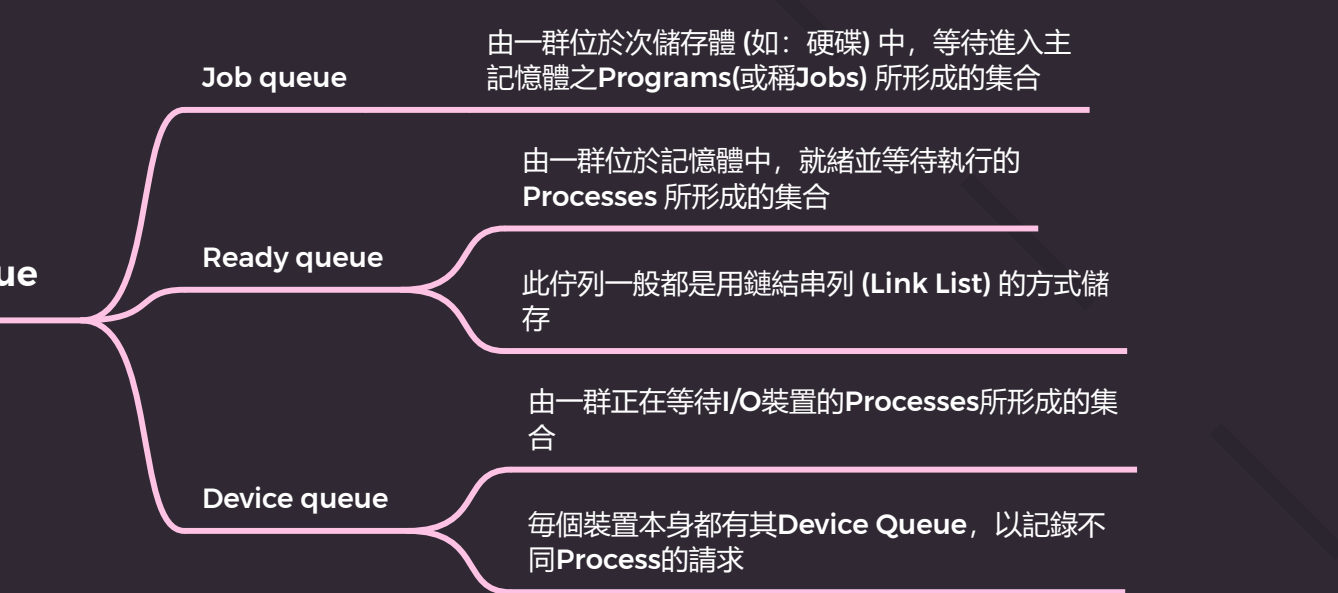 由一群位於次儲存體 (如：硬碟) 中，等待進入主
Job queue
記憶體之Programs(或稱Jobs) 所形成的集合
由一群位於記憶體中，就緒並等待執行的
Processes 所形成的集合
Ready queue
ue
此佇列一般都是用鏈結串列 (Link List) 的方式儲
存
由一群正在等待I/O裝置的Processes所形成的集
合
Device queue
每個裝置本身都有其Device Queue，以記錄不
同Process的請求